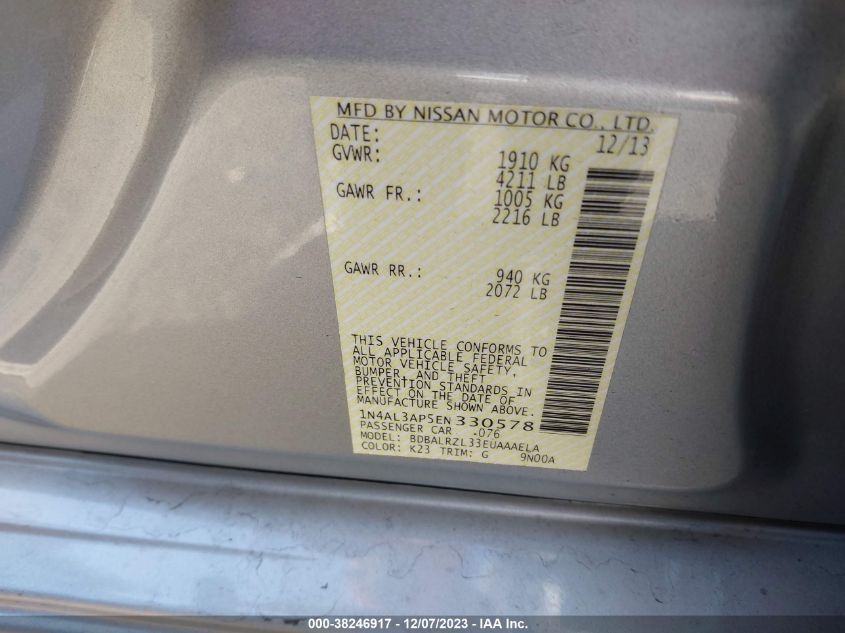 MFD BY NISSAN MOTOR CO., LTD.
DATE: 12/13
GVWR: 1910 KG
4211 LB
GAWR FR.: 1005 KG
2216 LB
GAWR RR.: 940 KG
2072 LB
THIS VEHICLE CONFORMS TO
ALL APPLICABLE FEDERAL
MOTOR VEHICLE SAFETY,
BUMPER, AND THEFT
PREVENTION STANDARDS IN
EFFECT ON THE DATE OF
MANUFACTURE SHOWN ABOVE.
1N4AL3AP5EN330578
PASSENGER CAR -076
MODEL: BDBALRZL33EUAAAELA
COLOR: K23 TRIM: G 9N00A
000-38246917 - 12/07/2023 - IAA Inc.